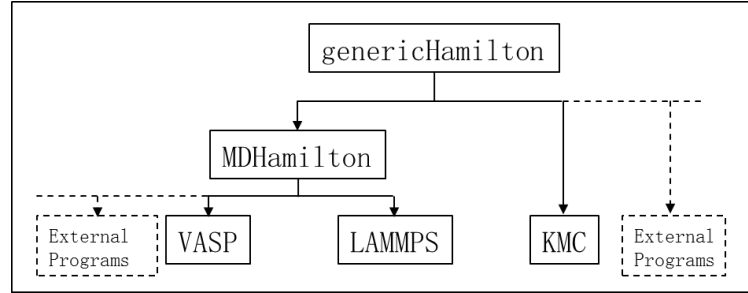 genericHamilton
MDHamilton
External
Programs
VASP
LAMMPS
KMC
External
Programs